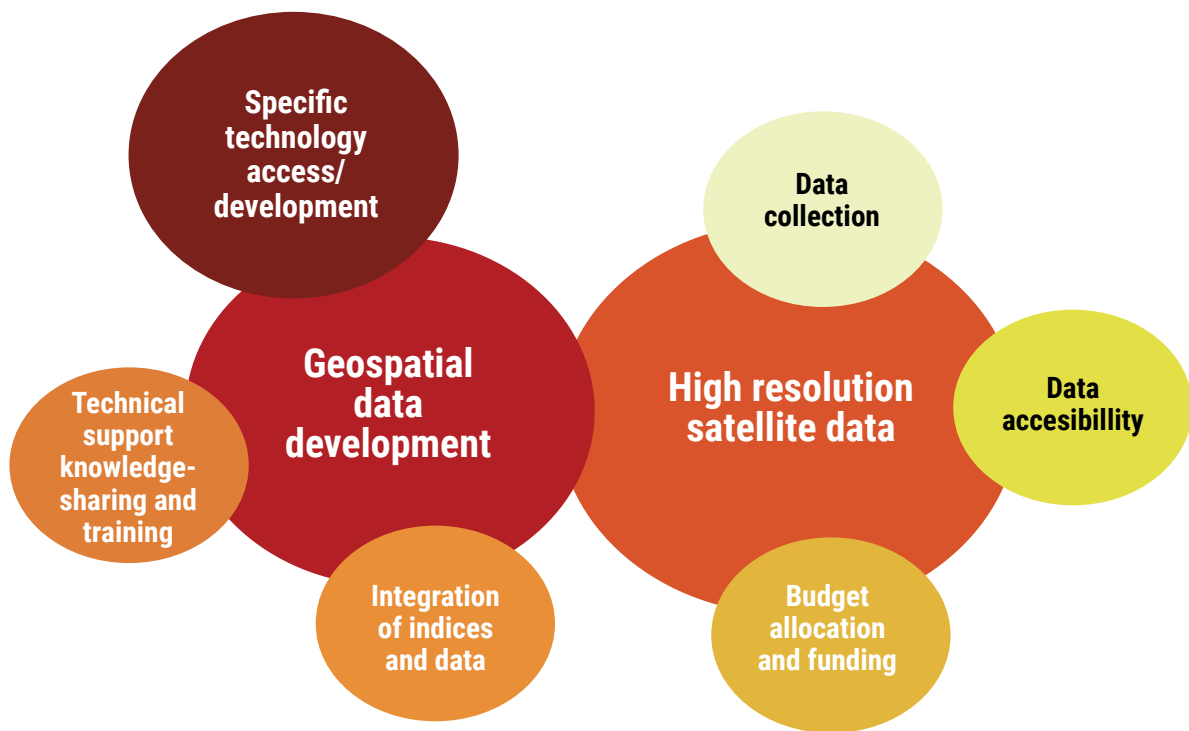 Specific
technology
access/
development
Data
collection
Geospatial
data
development
High resolution
satellite data
Data
accesibillity
Technical
support
knowledge-
sharing and
training
Integration
of indices
and data
Budget
allocation
and funding